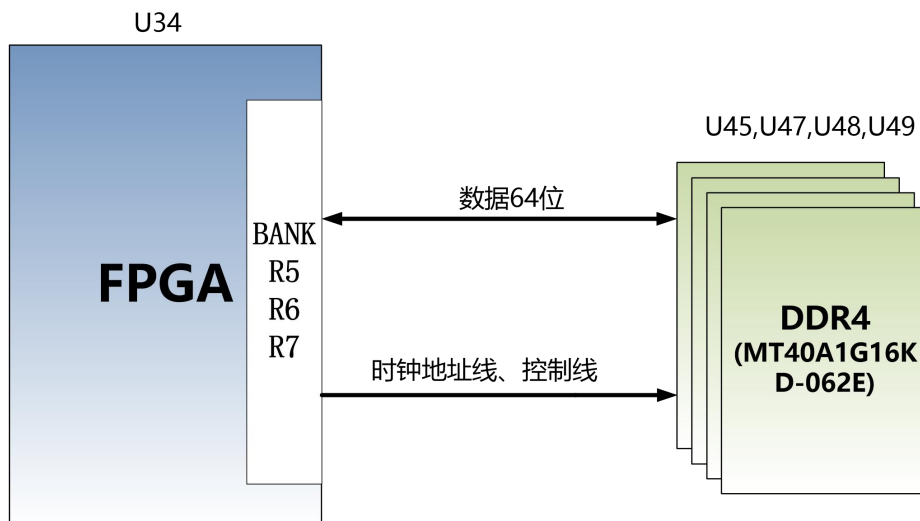 U34
U45,U47,U48,U49
数据64位
BANK
R5
R6
R7
FPGA
时钟地址线、控制线
DDR4
(MT40A1G16K
D-062E)